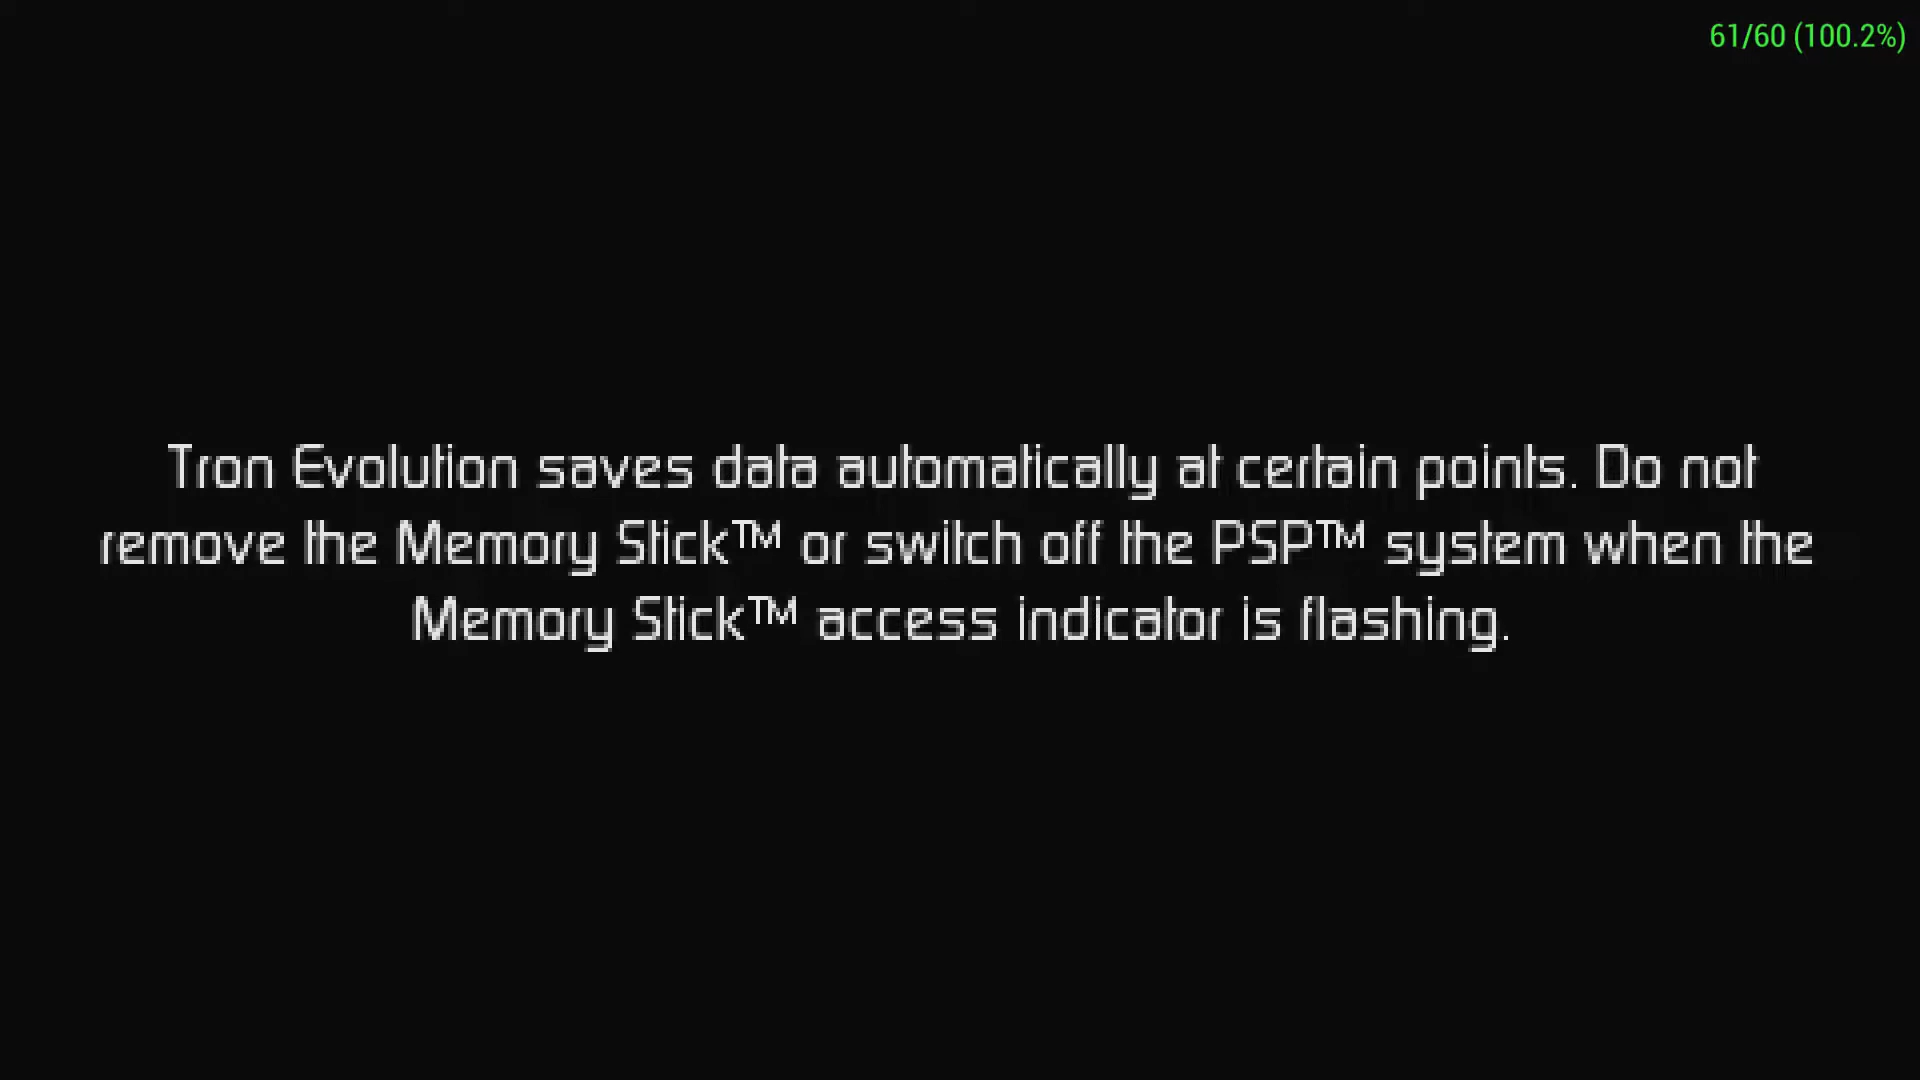 61/60 (100.2%)
Tron Evolution saves data automatically at certain points. Do not
remove the Memory Stick™ or switch off the PSP™ system when the
Memory Stick™ access indicator is flashing.